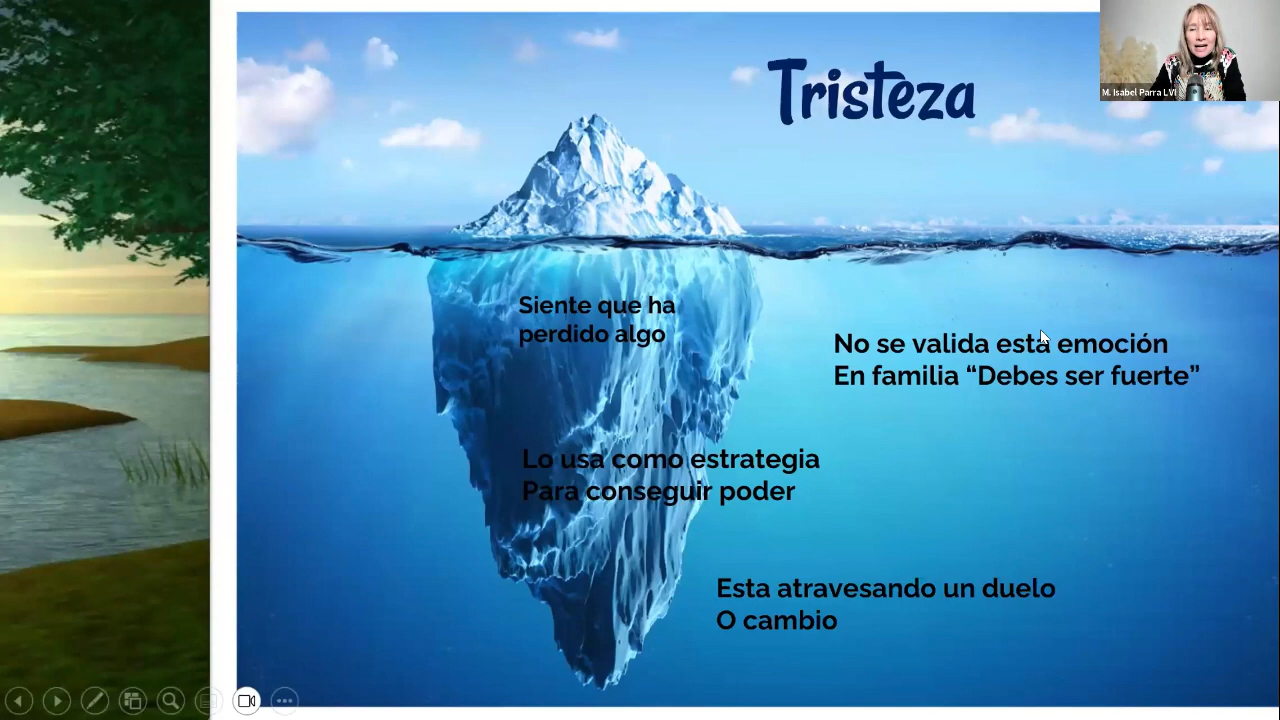 Tristeza
M. Isabel Parra LVI
Siente que ha
perdido algo
No se valida esta emoción
En familia “Debes ser fuerte”
Lo usa como estrategia
Para conseguir poder
Esta atravesando un duelo
O cambio